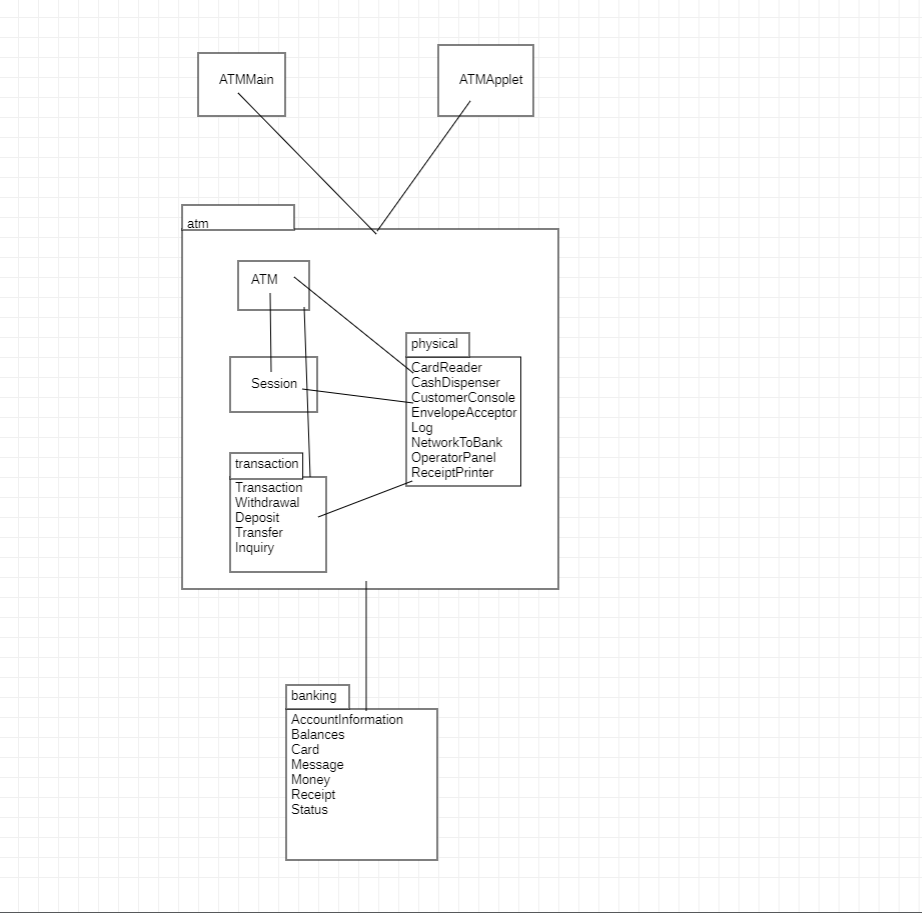 ATMMain
ATMApplet
atm
ATM
physical
CardReader
CashDispenser
CustomerConsole
EnvelopeAcceptor
Log
NetworkToBank
OperatorPanel
ReceiptPrinter
Session
transaction
Transaction
Withdrawal
Deposit
Transfer
Inquiry
banking
AccountInformation
Balances
Card
Message
Money
Receipt
Status